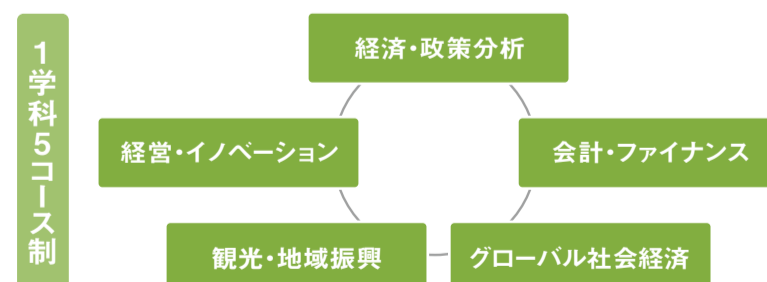 1学科5コース制
経済・政策分析
経営・イノベーション
会計・ファイナンス
観光・地域振興
グローバル社会経済